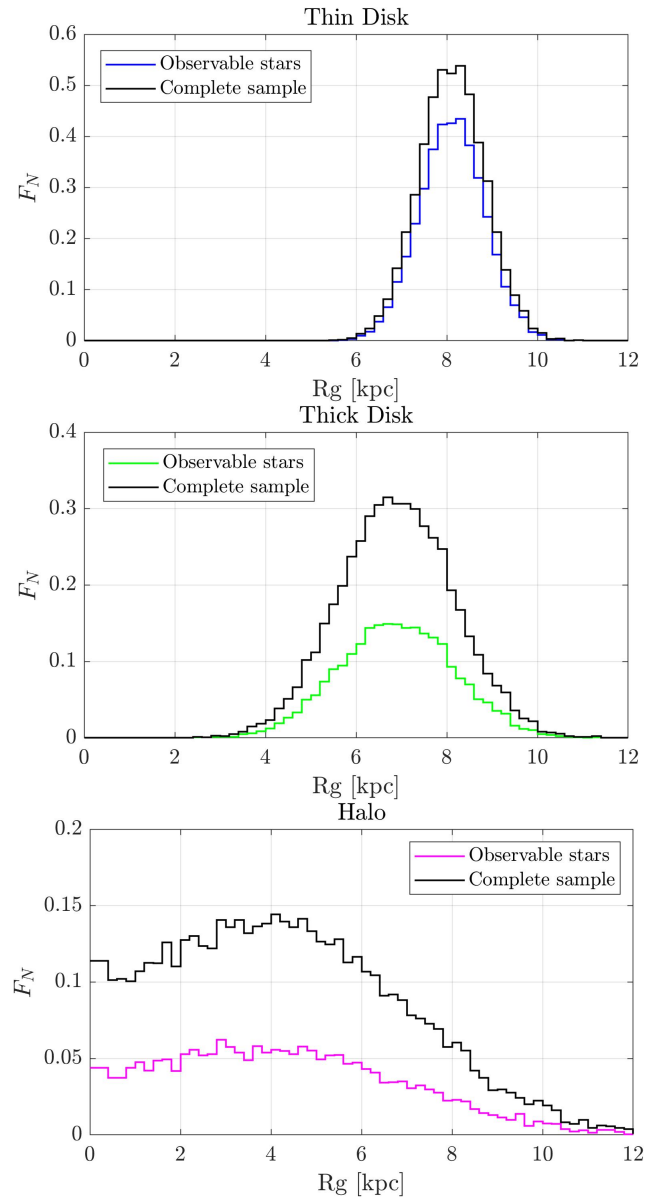 Thin Disk
0.6
0.5
0.4
0.3
0.2
0.1
0
F_N
Observable stars
Complete sample
0 2 4 6 8 10 12
Rg [kpc]
Thick Disk
0.4
0.3
0.2
0.1
0
F_N
Observable stars
Complete sample
0 2 4 6 8 10 12
Rg [kpc]
Halo
0.2
0.15
0.1
0.05
0
F_N
Observable stars
Complete sample
0 2 4 6 8 10 12
Rg [kpc]